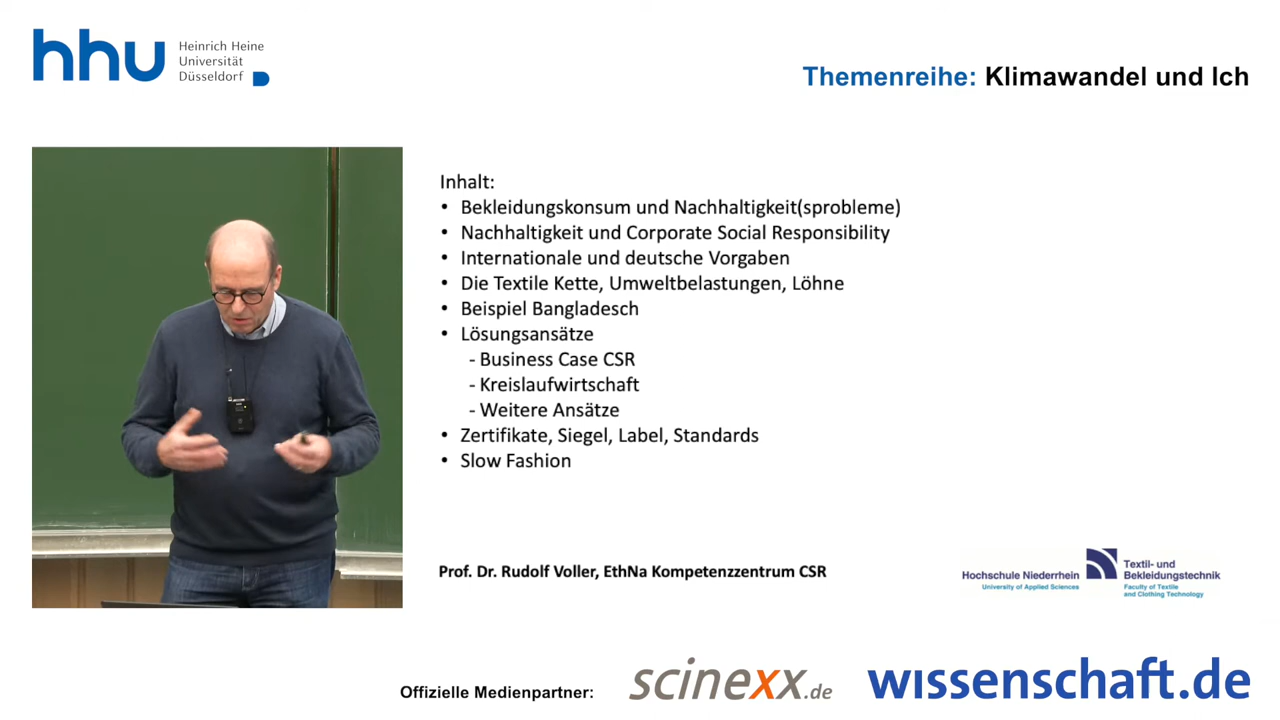 hhu
Heinrich Heine
Universität
Düsseldorf
Themenreihe: Klimawandel und Ich
Inhalt:
• Bekleidungskonsum und Nachhaltigkeit(sprobleme)
• Nachhaltigkeit und Corporate Social Responsibility
• Internationale und deutsche Vorgaben
• Die Textile Kette, Umweltbelastungen, Löhne
• Beispiel Bangladesch
• Lösungsansätze
- Business Case CSR
- Kreislaufwirtschaft
- Weitere Ansätze
• Zertifikate, Siegel, Label, Standards
• Slow Fashion
Prof. Dr. Rudolf Voller, EthNa Kompetenzzentrum CSR
Hochschule Niederrhein
University of Applied Sciences
Textil- und
Bekleidungstechnik
Faculty of Textile
and Clothing Technology
Offizielle Medienpartner:
scinexx.de
wissenschaft.de